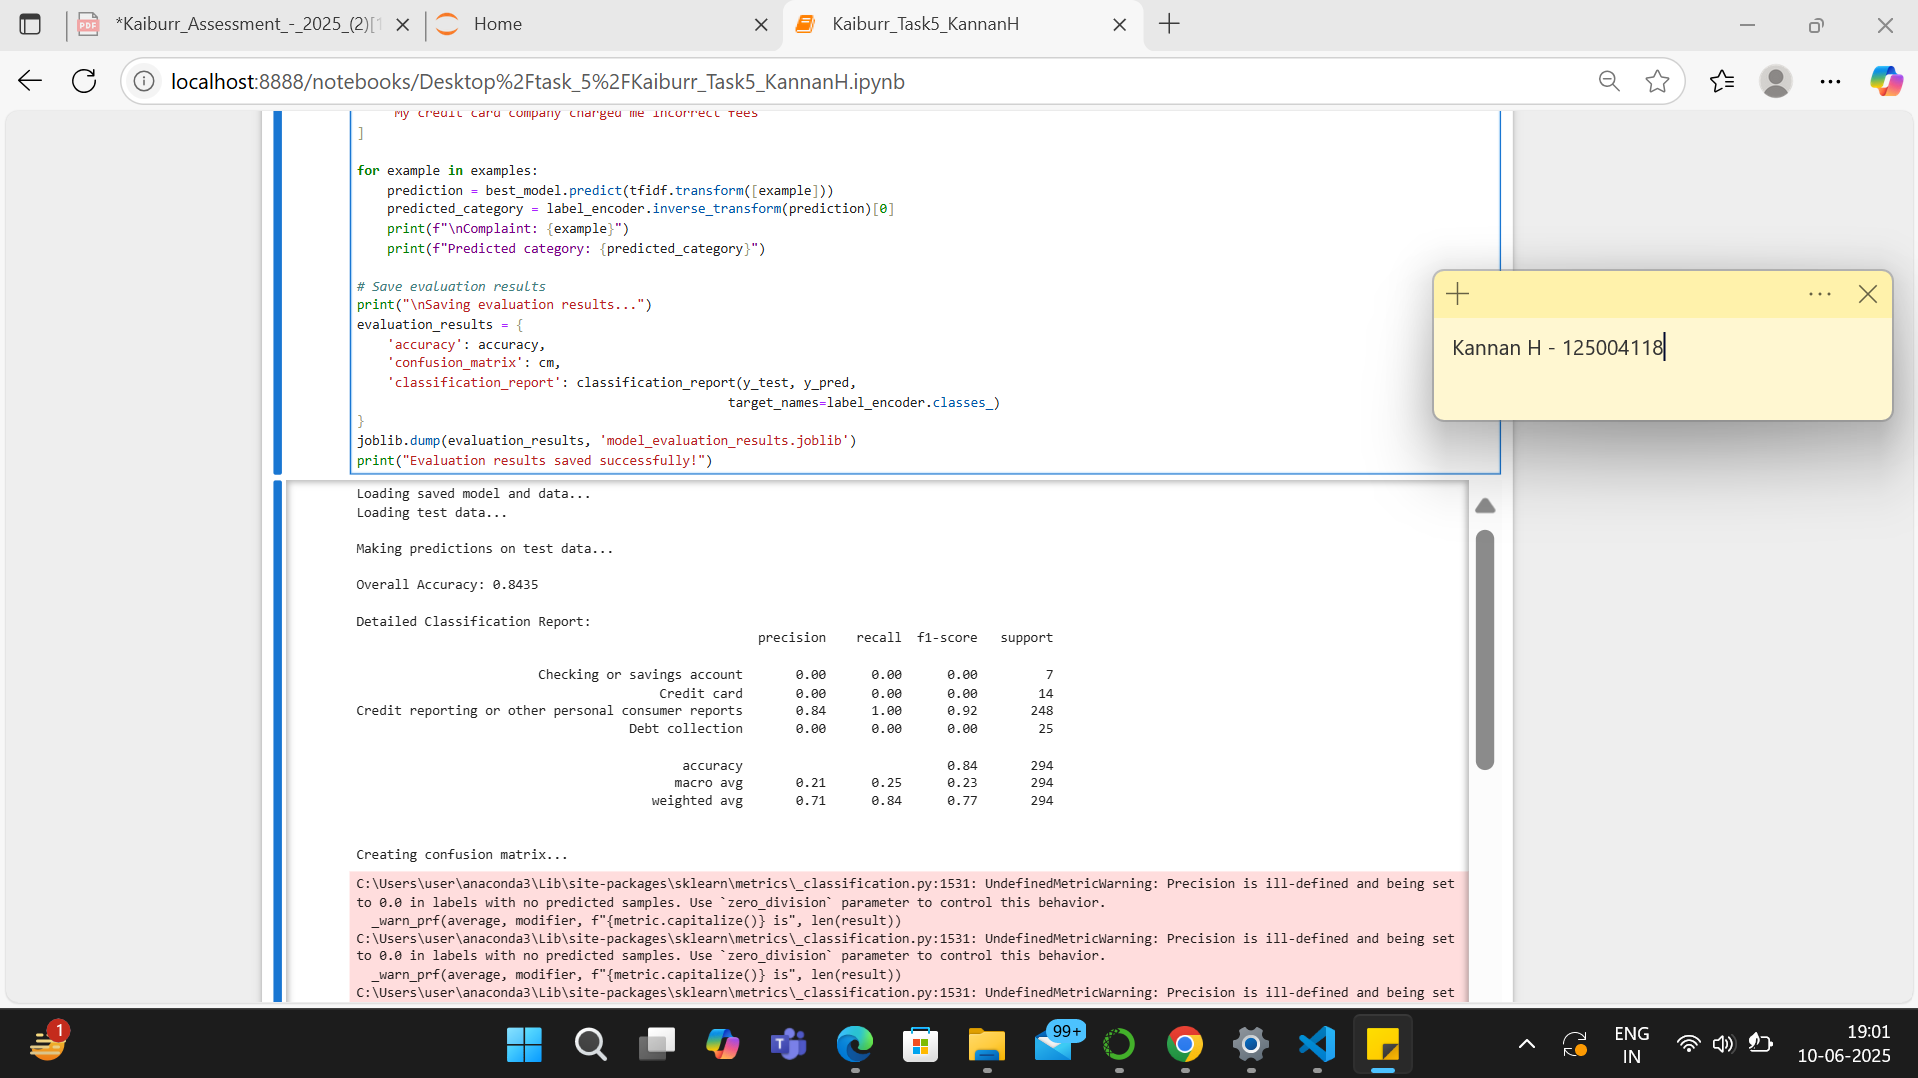 *Kaiburr_Assessment_-_2025_(2)[1
Home
Kaiburr_Task5_KannanH
localhost:8888/notebooks/Desktop%2Ftask_5%2FKaiburr_Task5_KannanH.ipynb
"My credit card company charged me incorrect fees"
]
for example in examples:
prediction = best_model.predict(tfidf.transform([example]))
predicted_category = label_encoder.inverse_transform(prediction)[0]
print(f"\nComplaint: {example}")
print(f"Predicted category: {predicted_category}")
# Save evaluation results
print("\nSaving evaluation results...")
evaluation_results = {
'accuracy': accuracy,
'confusion_matrix': cm,
'classification_report': classification_report(y_test, y_pred,
target_names=label_encoder.classes_)
}
joblib.dump(evaluation_results, 'model_evaluation_results.joblib')
print("Evaluation results saved successfully!")
Kannan H - 125004118
Loading saved model and data...
Loading test data...
Making predictions on test data...
Overall Accuracy: 0.8435
Detailed Classification Report:
precision recall f1-score support
Checking or savings account 0.00 0.00 0.00 7
Credit card 0.00 0.00 0.00 14
Credit reporting or other personal consumer reports 0.84 1.00 0.92 248
Debt collection 0.00 0.00 0.00 25
accuracy 0.84 294
macro avg 0.21 0.25 0.23 294
weighted avg 0.71 0.84 0.77 294
Creating confusion matrix...
C:\Users\user\anaconda3\Lib\site-packages\sklearn\metrics\_classification.py:1531: UndefinedMetricWarning: Precision is ill-defined and being set
to 0.0 in labels with no predicted samples. Use `zero_division` parameter to control this behavior.
_warn_prf(average, modifier, f"{metric.capitalize()} is", len(result))
C:\Users\user\anaconda3\Lib\site-packages\sklearn\metrics\_classification.py:1531: UndefinedMetricWarning: Precision is ill-defined and being set
to 0.0 in labels with no predicted samples. Use `zero_division` parameter to control this behavior.
_warn_prf(average, modifier, f"{metric.capitalize()} is", len(result))
C:\Users\user\anaconda3\Lib\site-packages\sklearn\metrics\_classification.py:1531: UndefinedMetricWarning: Precision is ill-defined and being set
1
99+
ENG
IN
19:01
10-06-2025